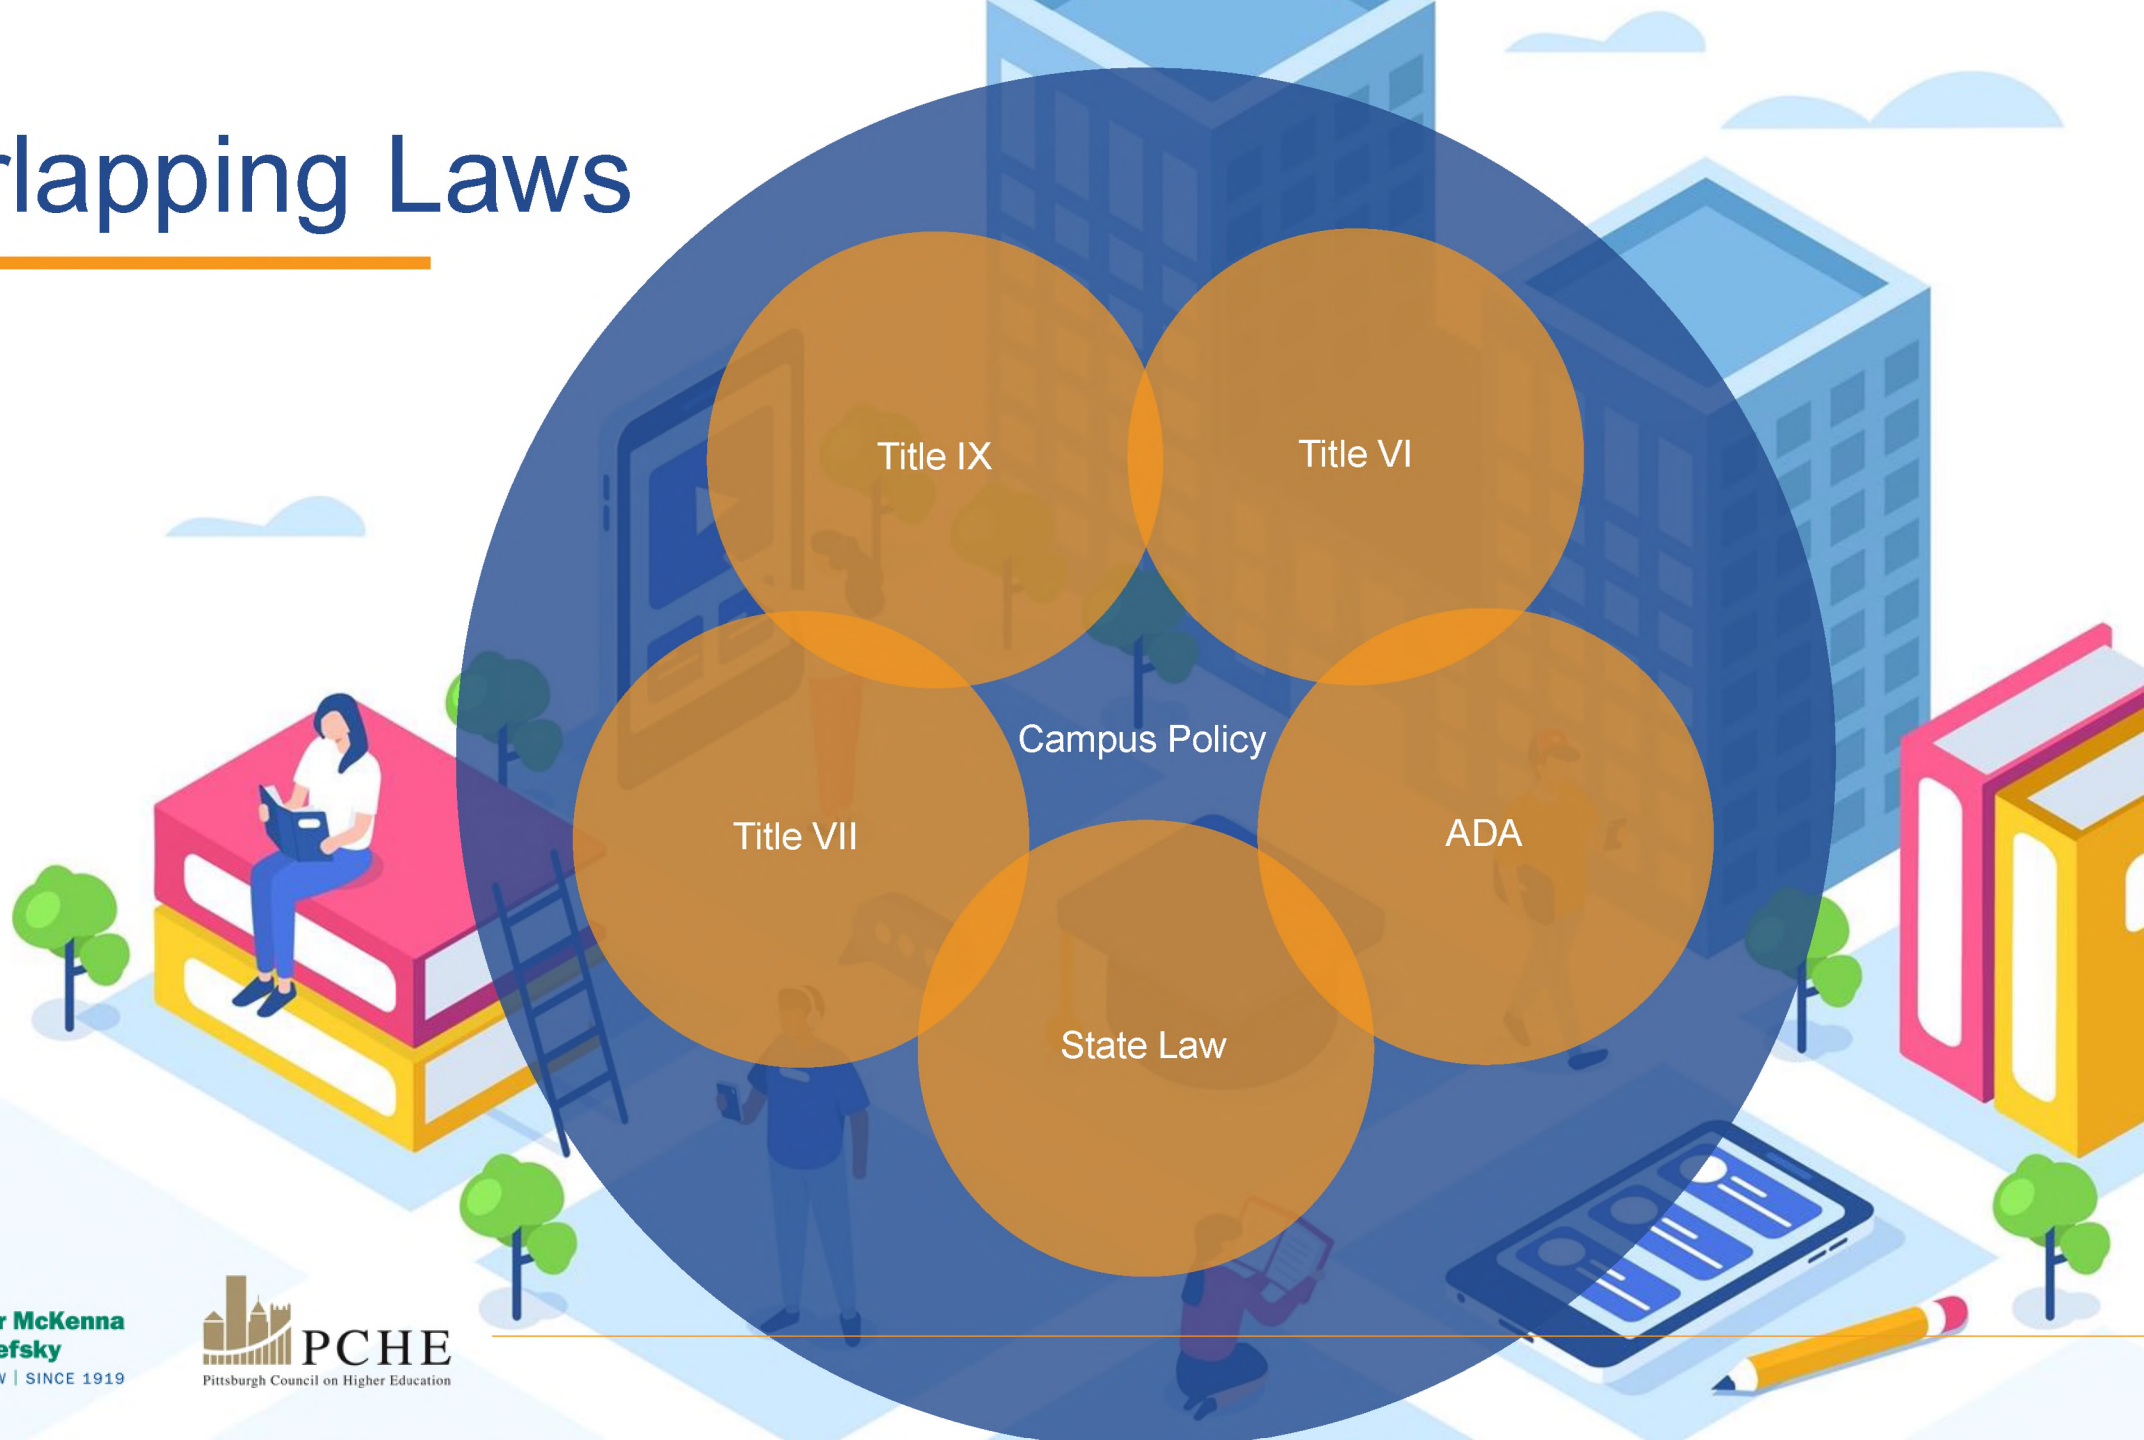 rlapping Laws
Title IX
Title VI
Campus Policy
Title VII
ADA
State Law
r McKenna
efsky
W | SINCE 1919
PCHE
Pittsburgh Council on Higher Education